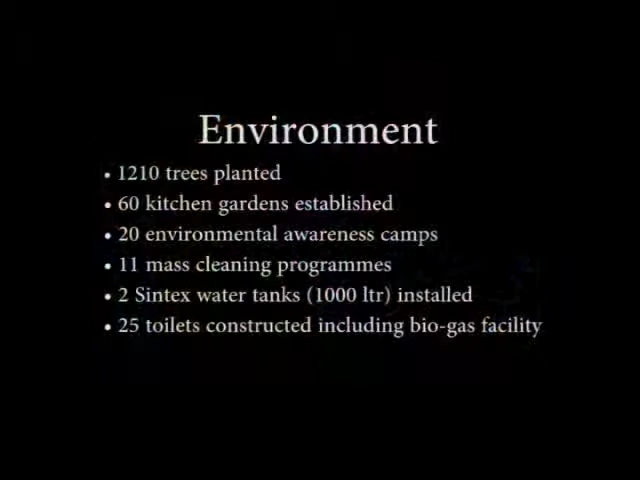 Environment
• 1210 trees planted
• 60 kitchen gardens established
• 20 environmental awareness camps
• 11 mass cleaning programmes
• 2 Sintex water tanks (1000 ltr) installed
• 25 toilets constructed including bio-gas facility